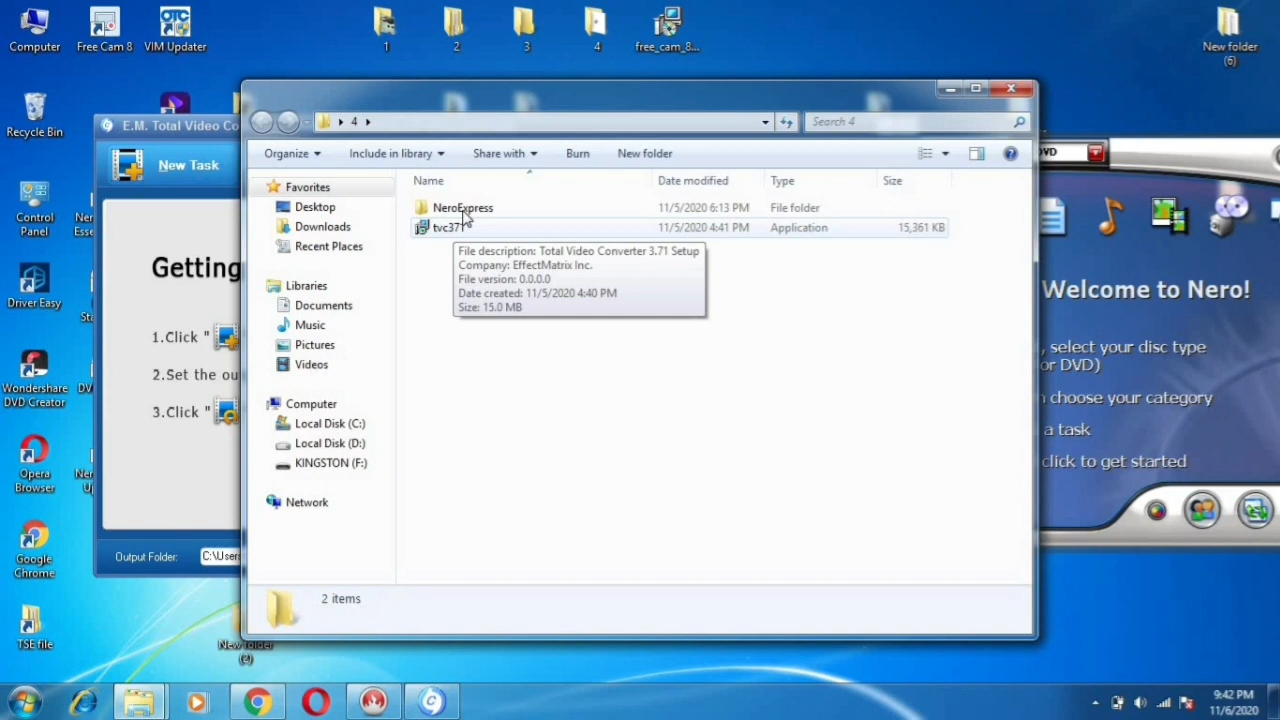 Computer
Free Cam 8
VIM Updater
OTC
1
2
3
4
free_cam_8...
New folder
(6)
Recycle Bin
Control
Panel
Driver Easy
Wondershare
DVD Creator
Opera
Browser
Google
Chrome
TSE file
New folder
(2)
E.M. Total Video Co
New Task
Getting
1.Click "
2.Set the ou
3.Click "
Output Folder:
C:\Users
4
Search 4
Organize
Include in library
Share with
Burn
New folder
Name
Date modified
Type
Size
NeroExpress
11/5/2020 6:13 PM
File folder
tvc371
11/5/2020 4:41 PM
Application
15,361 KB
File description: Total Video Converter 3.71 Setup
Company: EffectMatrix Inc.
File version: 0.0.0.0
Date created: 11/5/2020 4:40 PM
Size: 15.0 MB
Favorites
Desktop
Downloads
Recent Places
Libraries
Documents
Music
Pictures
Videos
Computer
Local Disk (C:)
Local Disk (D:)
KINGSTON (F:)
Network
2 items
Welcome to Nero!
, select your disc type
or DVD)
choose your category
a task
click to get started
9:42 PM
11/6/2020